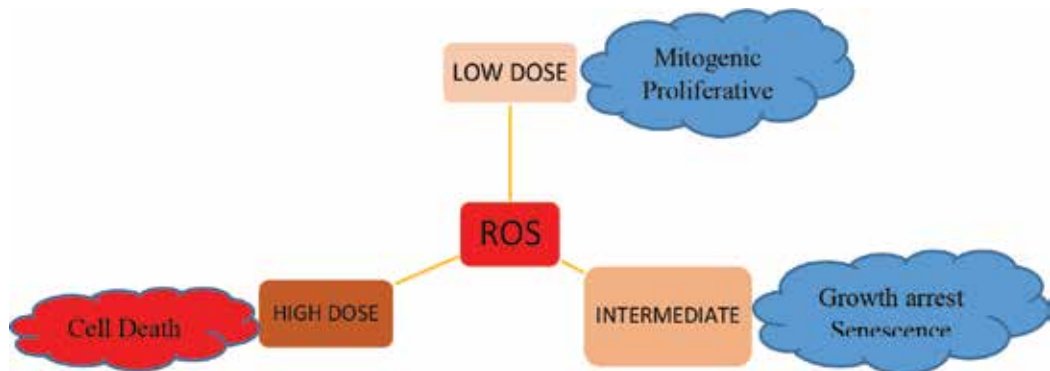 LOW DOSE
Mitogenic
Proliferative
ROS
HIGH DOSE
Cell Death
INTERMEDIATE
Growth arrest
Senescence